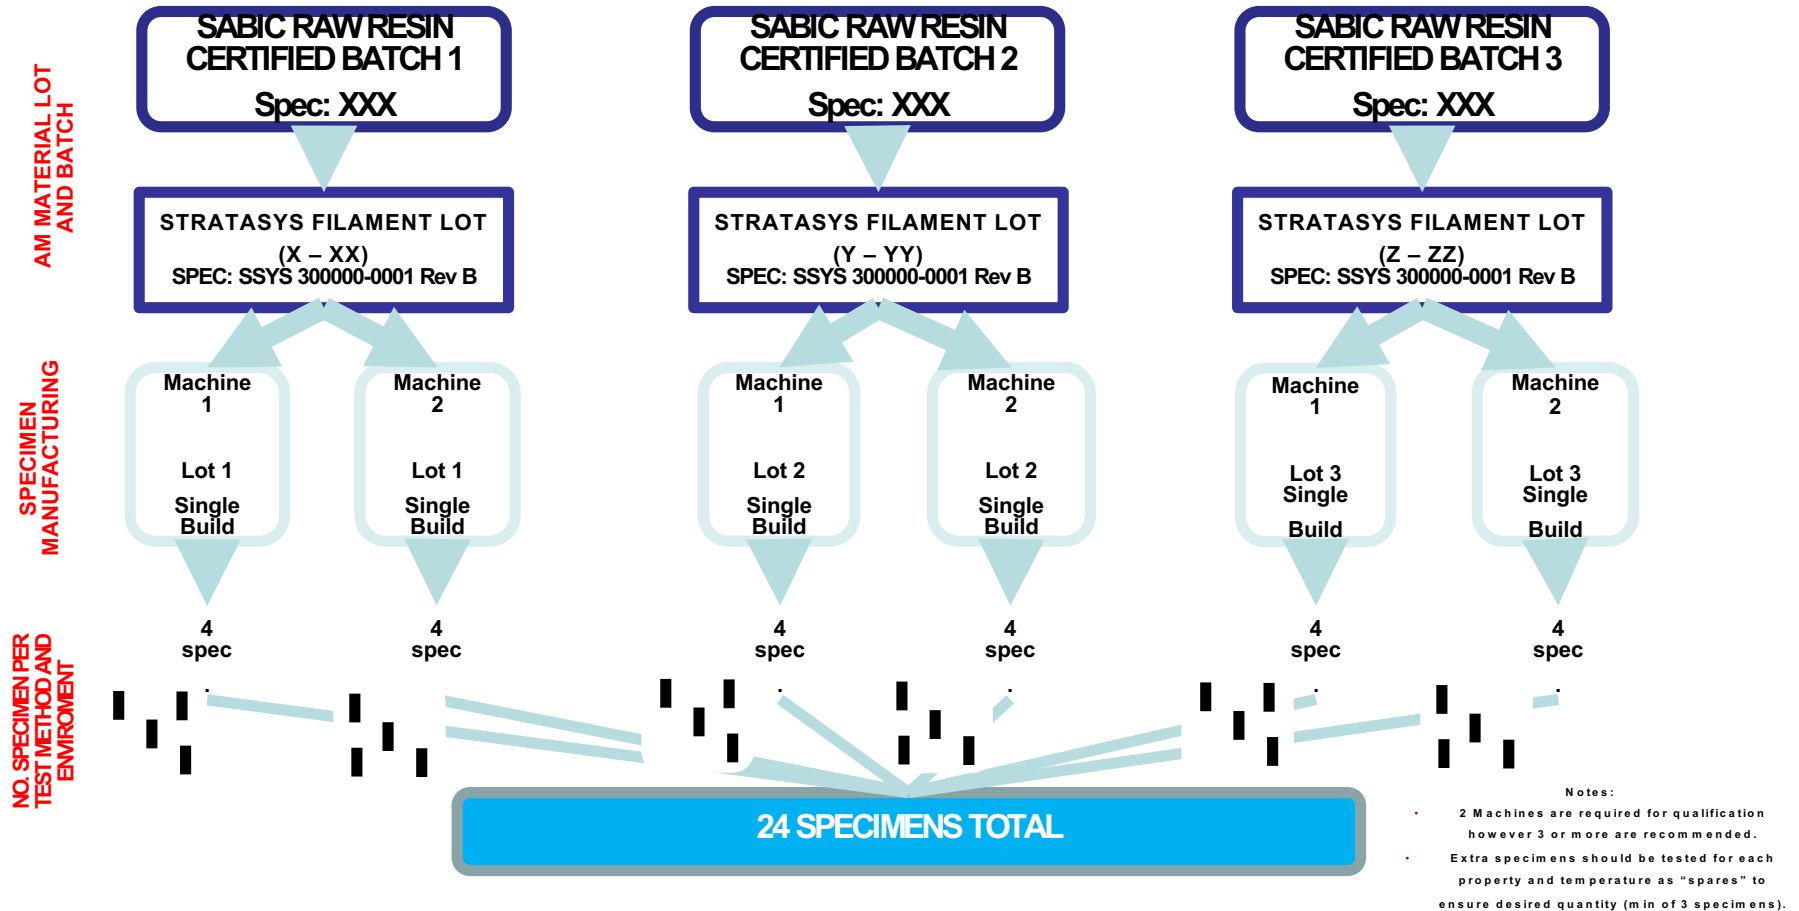 AM MATERIAL LOT
AND BATCH
SABIC RAW RESIN
CERTIFIED BATCH 1
Spec: XXX
SABIC RAW RESIN
CERTIFIED BATCH 2
Spec: XXX
SABIC RAW RESIN
CERTIFIED BATCH 3
Spec: XXX
STRATASYS FILAMENT LOT
(X – XX)
SPEC: SSYS 300000-0001 Rev B
STRATASYS FILAMENT LOT
(Y – YY)
SPEC: SSYS 300000-0001 Rev B
STRATASYS FILAMENT LOT
(Z – ZZ)
SPEC: SSYS 300000-0001 Rev B
SPECIMEN
MANUFACTURING
Machine
1
Lot 1
Single
Build
Machine
2
Lot 1
Single
Build
Machine
1
Lot 2
Single
Build
Machine
2
Lot 2
Single
Build
Machine
1
Lot 3
Single
Build
Machine
2
Lot 3
Single
Build
NO. SPECIMEN PER
TEST METHOD AND
ENVIROMENT
4
spec
.
4
spec
4
spec
.
4
spec
.
4
spec
.
4
spec
.
24 SPECIMENS TOTAL
Notes:
• 2 Machines are required for qualification
however 3 or more are recommended.
• Extra specimens should be tested for each
property and temperature as “spares” to
ensure desired quantity (min of 3 specimens).